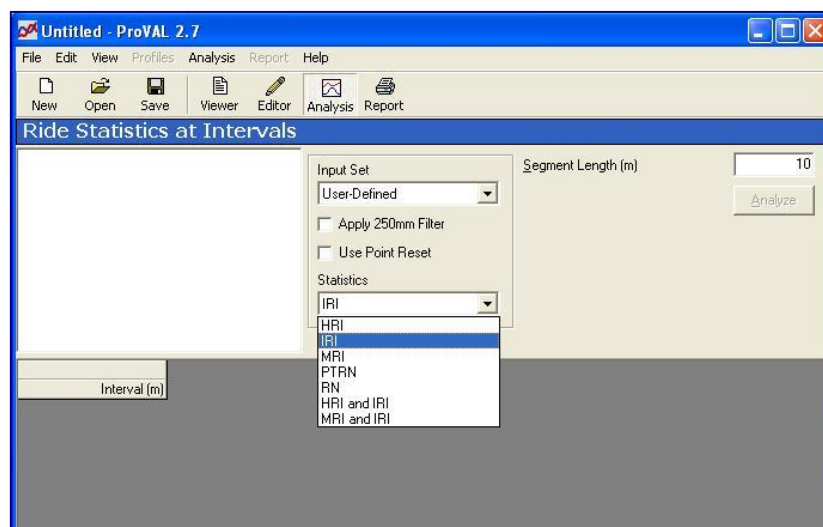 Untitled - ProVAL 2.7
File Edit View Profiles Analysis Report Help
New Open Save Viewer Editor Analysis Report
Ride Statistics at Intervals
Input Set
User-Defined
Apply 250mm Filter
Use Point Reset
Statistics
IRI
HRI
IRI
MRI
PTRN
RN
HRI and IRI
MRI and IRI
Segment Length (m) 10
Analyze
Interval (m)